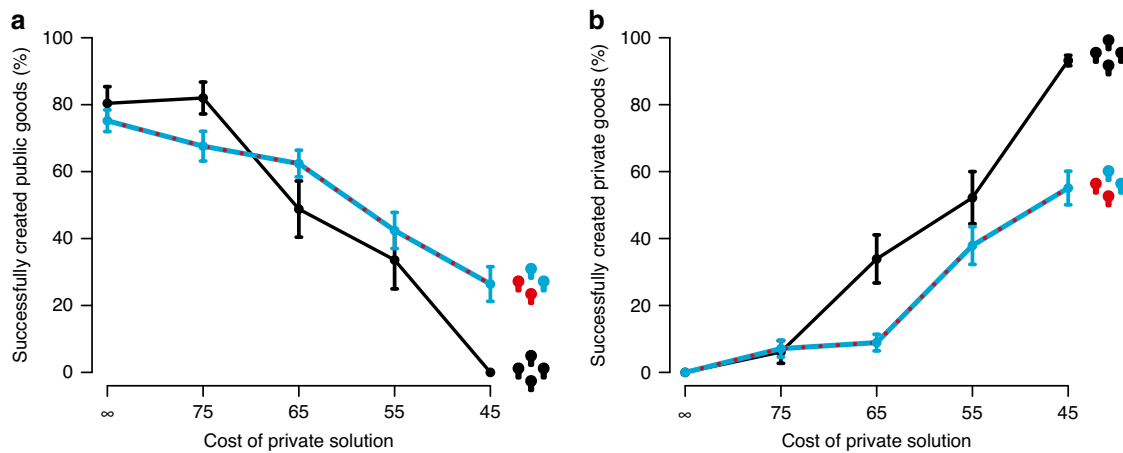 a
Successfully created public goods (%)
100
80
60
40
20
0
∞ 75 65 55 45
Cost of private solution
b
Successfully created private goods (%)
100
80
60
40
20
0
∞ 75 65 55 45
Cost of private solution